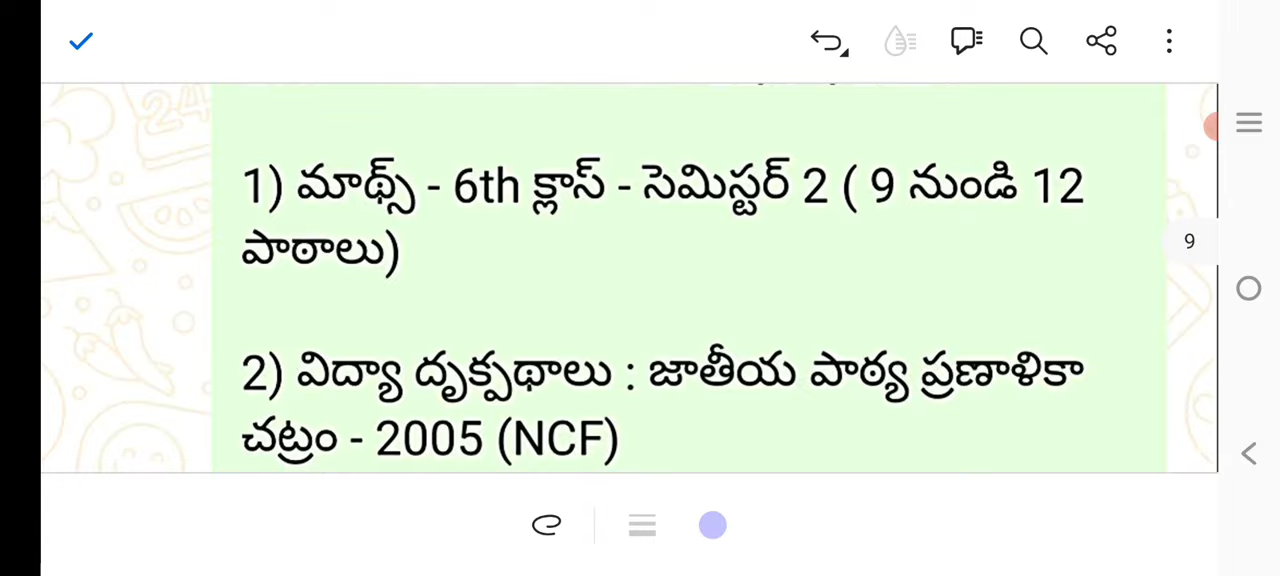 1) మాథ్స్ - 6th క్లాస్ - సెమిస్టర్ 2 ( 9 నుండి 12
పాఠాలు)
9
2) విద్యా దృక్పథాలు : జాతీయ పాఠ్య ప్రణాళికా
చట్రం - 2005 (NCF)